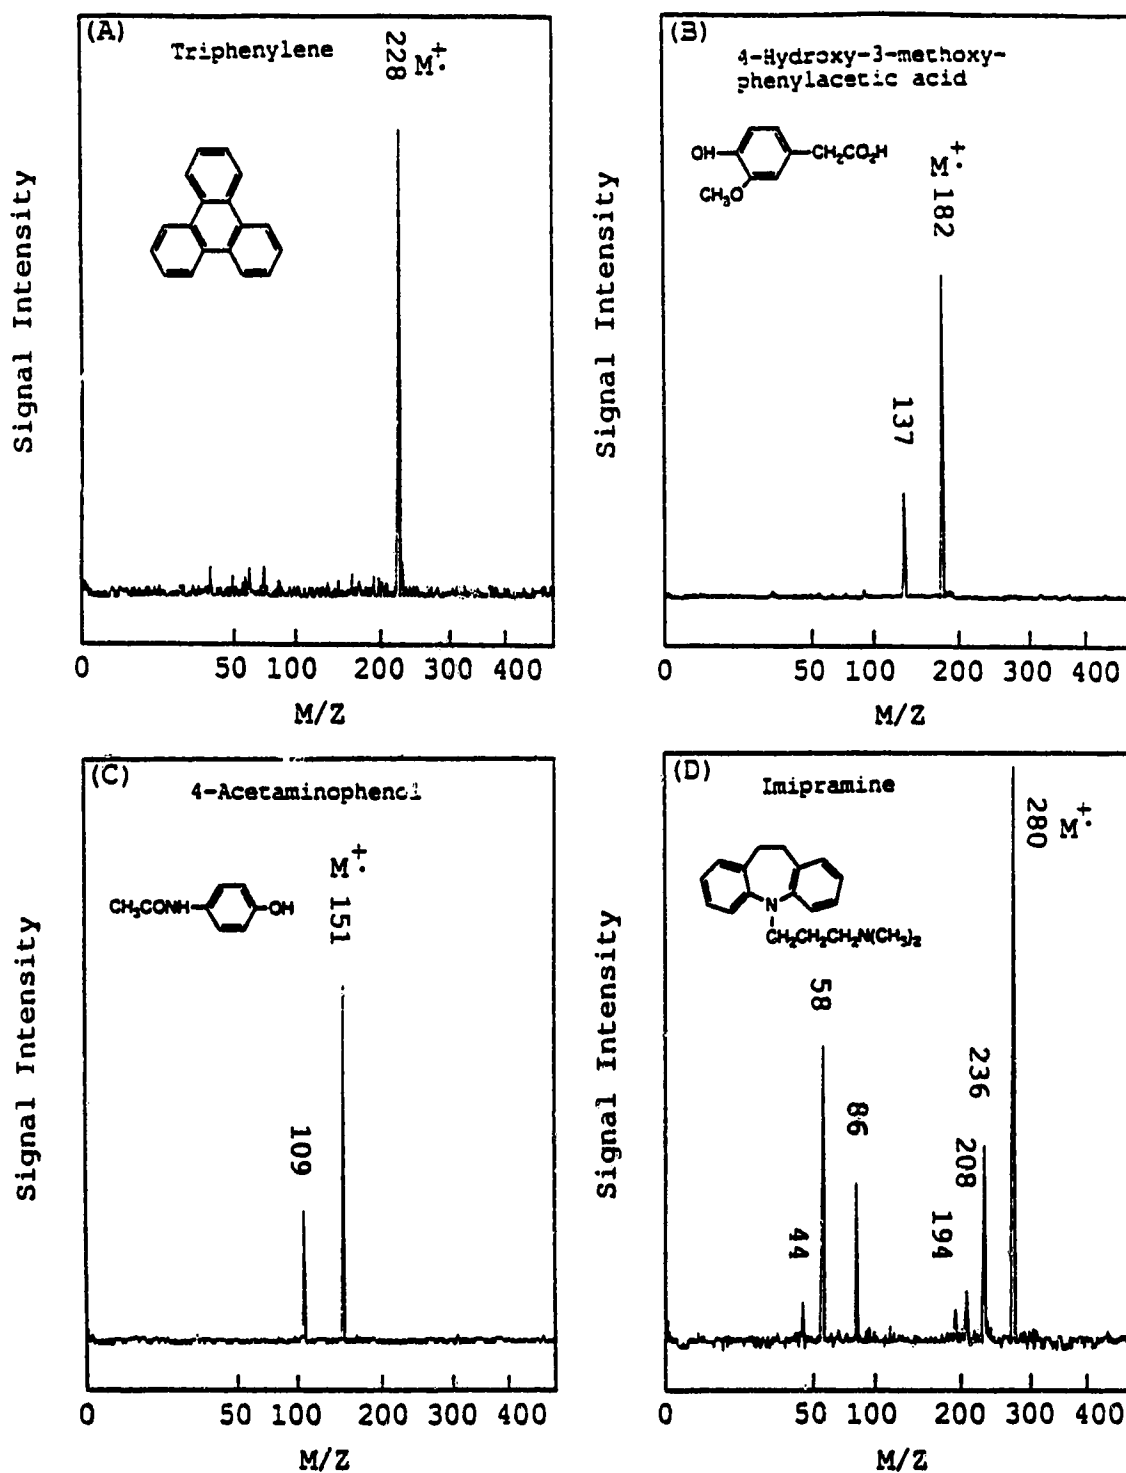 (A)
Triphenylene
228 M+·
Signal Intensity
0 50 100 200 300 400
M/Z
(B)
4-Hydroxy-3-methoxy-
phenylacetic acid
OH
CH2CO2H
CH3O
M+·
182
137
Signal Intensity
0 50 100 200 300 400
M/Z
(C)
4-Acetaminophenol
CH3CONH
OH
M+·
151
109
Signal Intensity
0 50 100 200 300 400
M/Z
(D)
Imipramine
280 M+·
N
CH2CH2CH2N(CH3)2
58
86
44
236
208
194
Signal Intensity
0 50 100 200 300 400
M/Z